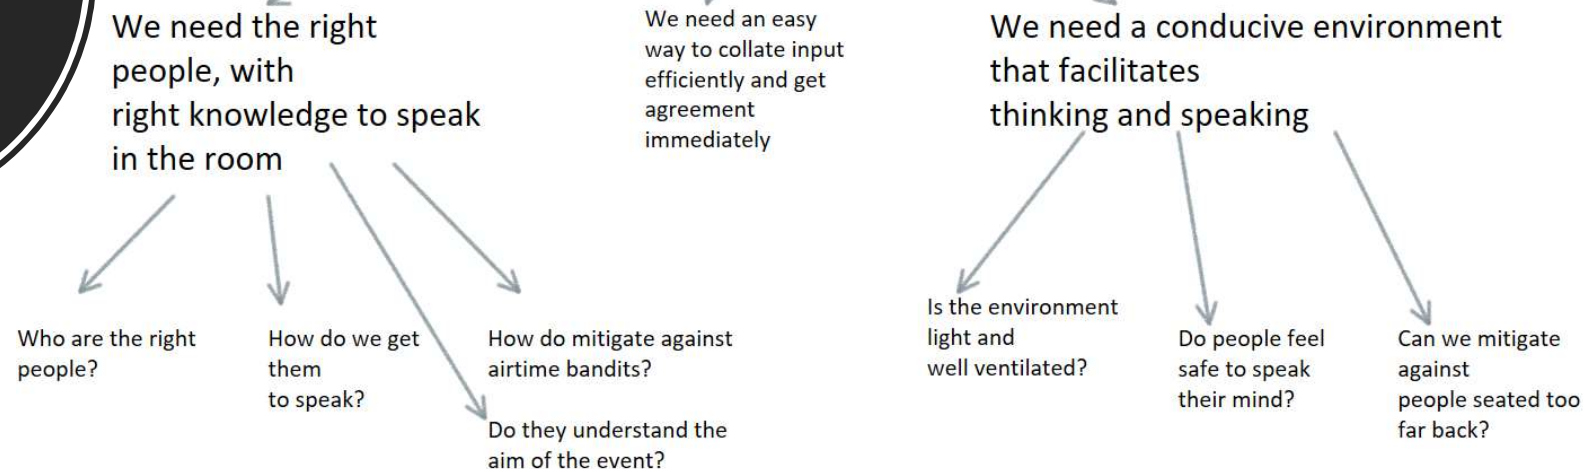 We need the right
people, with
right knowledge to speak
in the room
We need an easy
way to collate input
efficiently and get
agreement
immediately
We need a conducive environment
that facilitates
thinking and speaking
Who are the right
people?
How do we get
them
to speak?
How do mitigate against
airtime bandits?
Do they understand the
aim of the event?
Is the environment
light and
well ventilated?
Do people feel
safe to speak
their mind?
Can we mitigate
against
people seated too
far back?